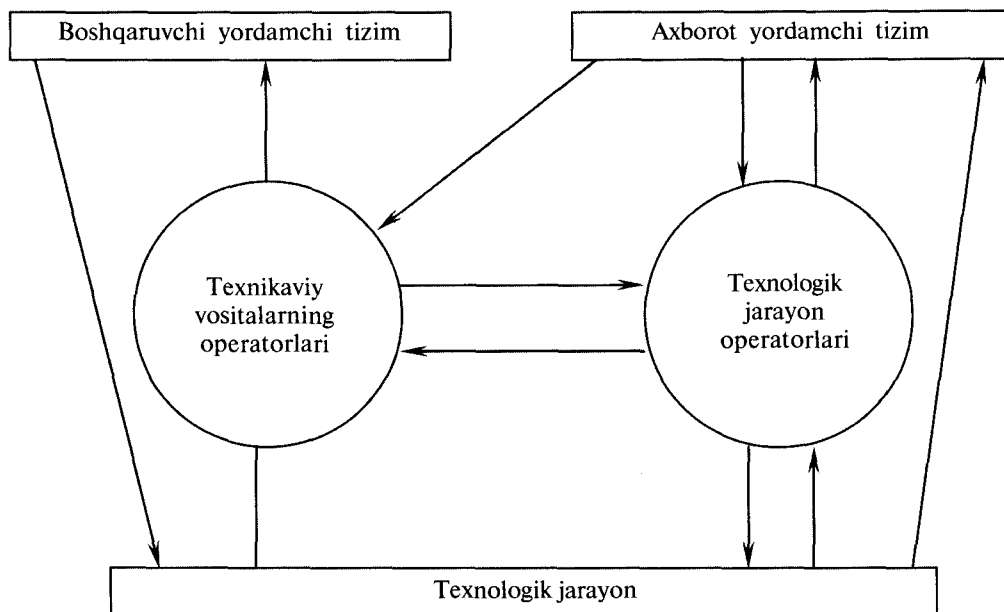 Boshqaruvchi yordamchi tizim
Axborot yordamchi tizim
Texnikaviy
vositalarning
operatorlari
Texnologik
jarayon
operatorlari
Texnologik jarayon